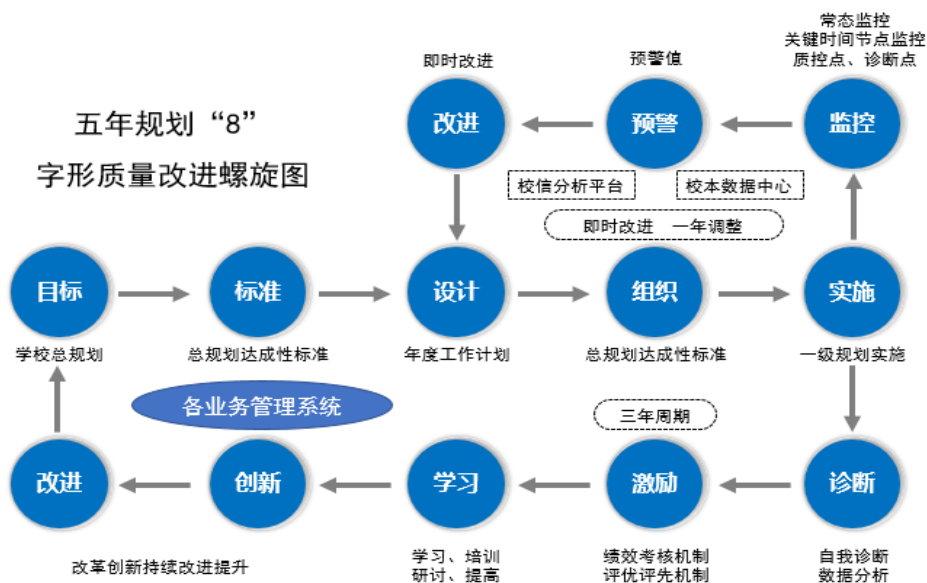 常态监控
关键时间节点监控
质控点、诊断点
即时改进
预警值
五年规划“8”
字形质量改进螺旋图
改进
预警
监控
校信分析平台
校本数据中心
即时改进 一年调整
目标
标准
设计
组织
实施
学校总规划
总规划达成性标准
年度工作计划
总规划达成性标准
一级规划实施
各业务管理系统
三年周期
改进
创新
学习
激励
诊断
改革创新持续改进提升
学习、培训
研讨、提高
绩效考核机制
评优评先机制
自我诊断
数据分析